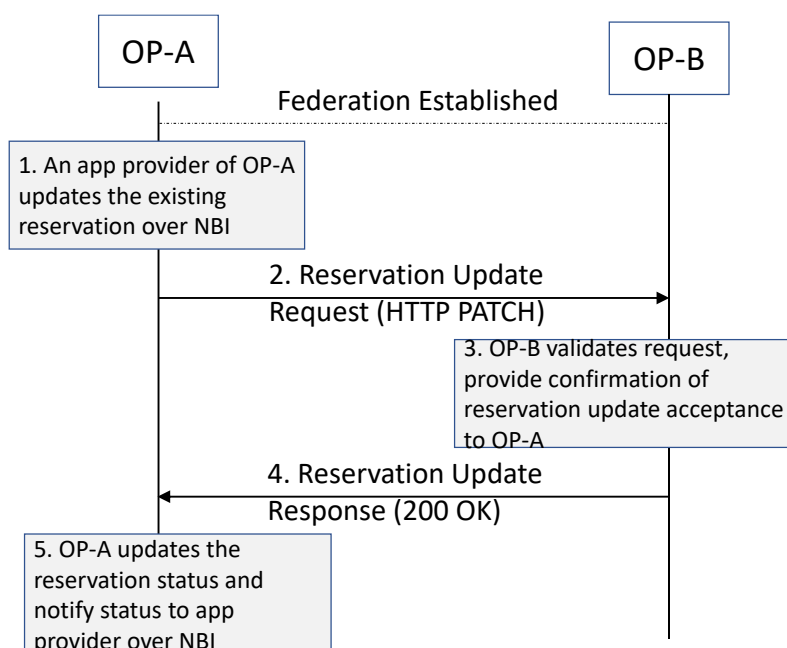 OP-A
OP-B
Federation Established
1. An app provider of OP-A
updates the existing
reservation over NBI
2. Reservation Update
Request (HTTP PATCH)
3. OP-B validates request,
provide confirmation of
reservation update acceptance
to OP-A
4. Reservation Update
Response (200 OK)
5. OP-A updates the
reservation status and
notify status to app
provider over NBI